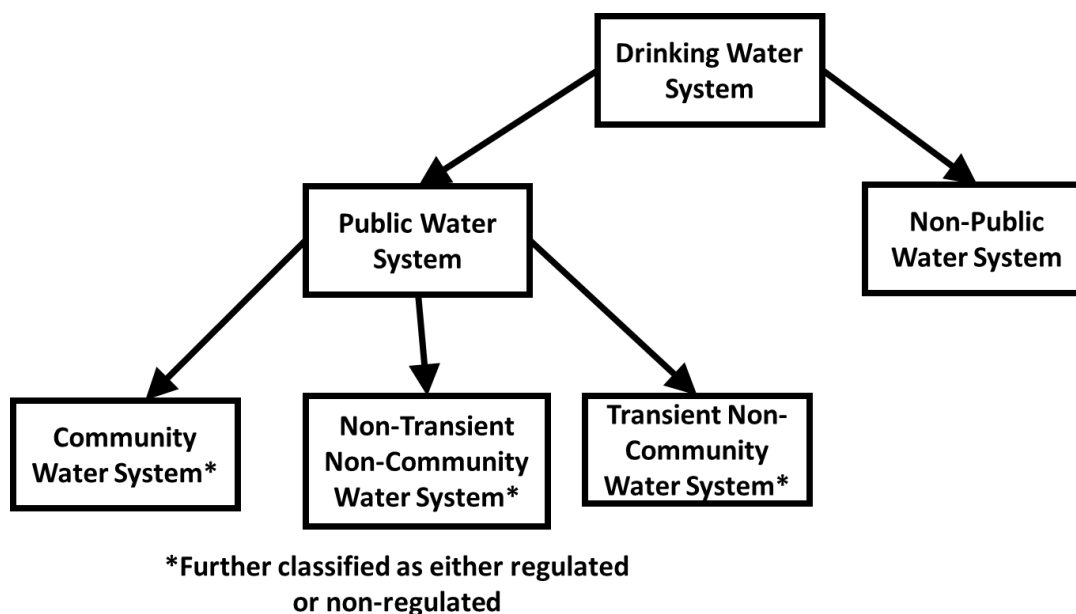 Drinking Water
System
Public Water
System
Non-Public
Water System
Community
Water System*
Non-Transient
Non-Community
Water System*
Transient Non-
Community
Water System*
*Further classified as either regulated
or non-regulated